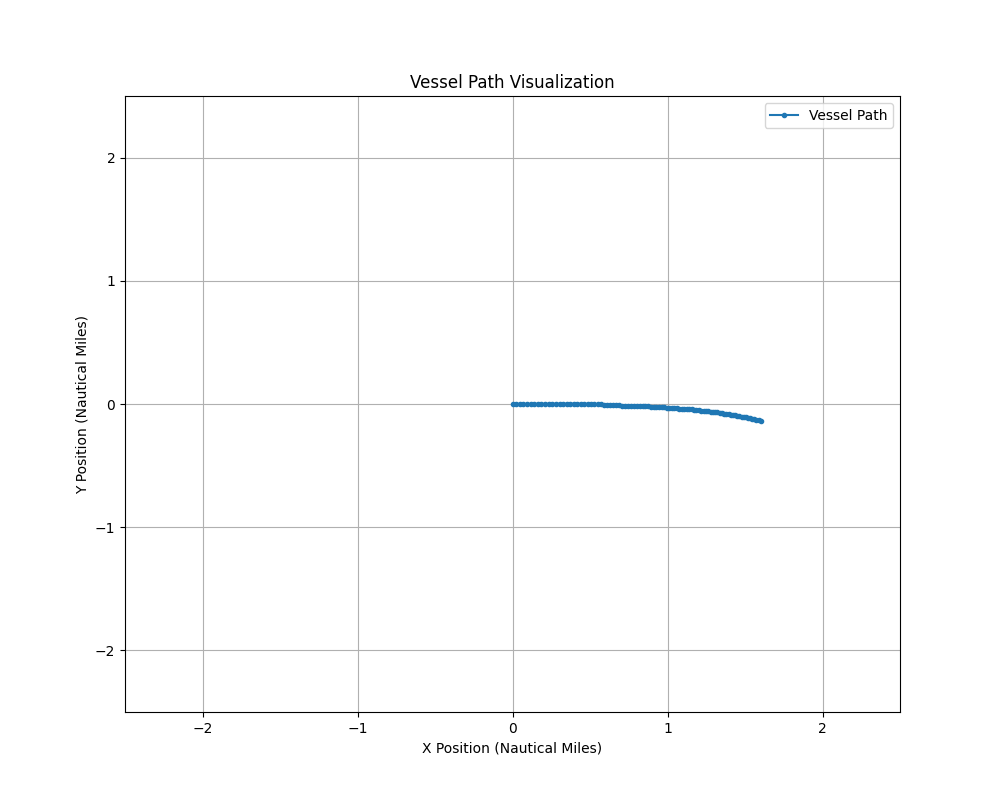 Vessel Path Visualization
Vessel Path
2
1
0
−1
−2
Y Position (Nautical Miles)
−2
−1
0
1
2
X Position (Nautical Miles)